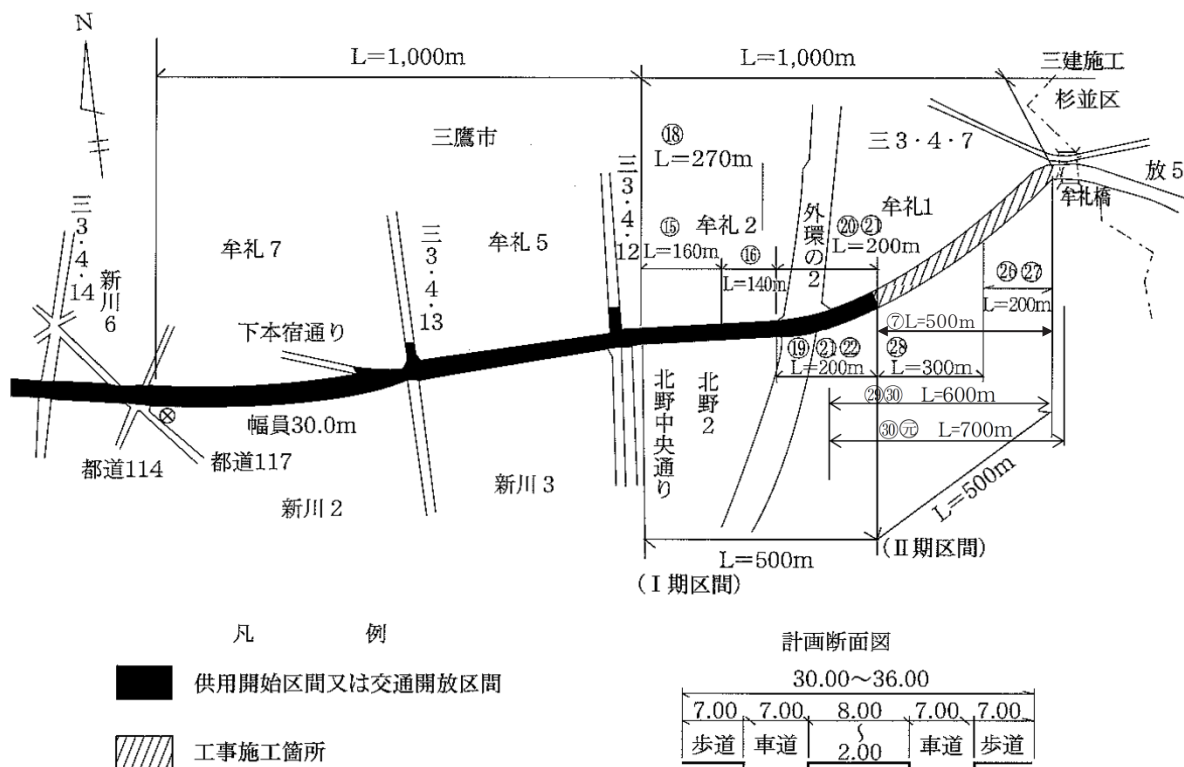 N
L=1,000m
L=1,000m
三建施工
杉並区
三鷹市
⑱
L=270m
三3・4・7
放5
牟礼橋
三3・4・14
新川6
牟礼7
三3・4・13
牟礼5
三3・4・12
⑮
L=160m
牟礼2
⑯
L=140m
外環の2
牟礼1
⑳㉑
L=200m
㉖㉗
L=200m
下本宿通り
⑦L=500m
⑲㉑㉒
L=200m
㉘
L=300m
㉙㉚ L=600m
㉚元 L=700m
幅員30.0m
都道114
都道117
新川2
新川3
北野中央通り
北野2
L=500m
L=500m
(Ⅰ期区間)
(Ⅱ期区間)
凡 例
供用開始区間又は交通開放区間
工事施工箇所
計画断面図
30.00〜36.00
7.00 7.00 8.00 7.00 7.00
〜
歩道 車道 2.00 車道 歩道